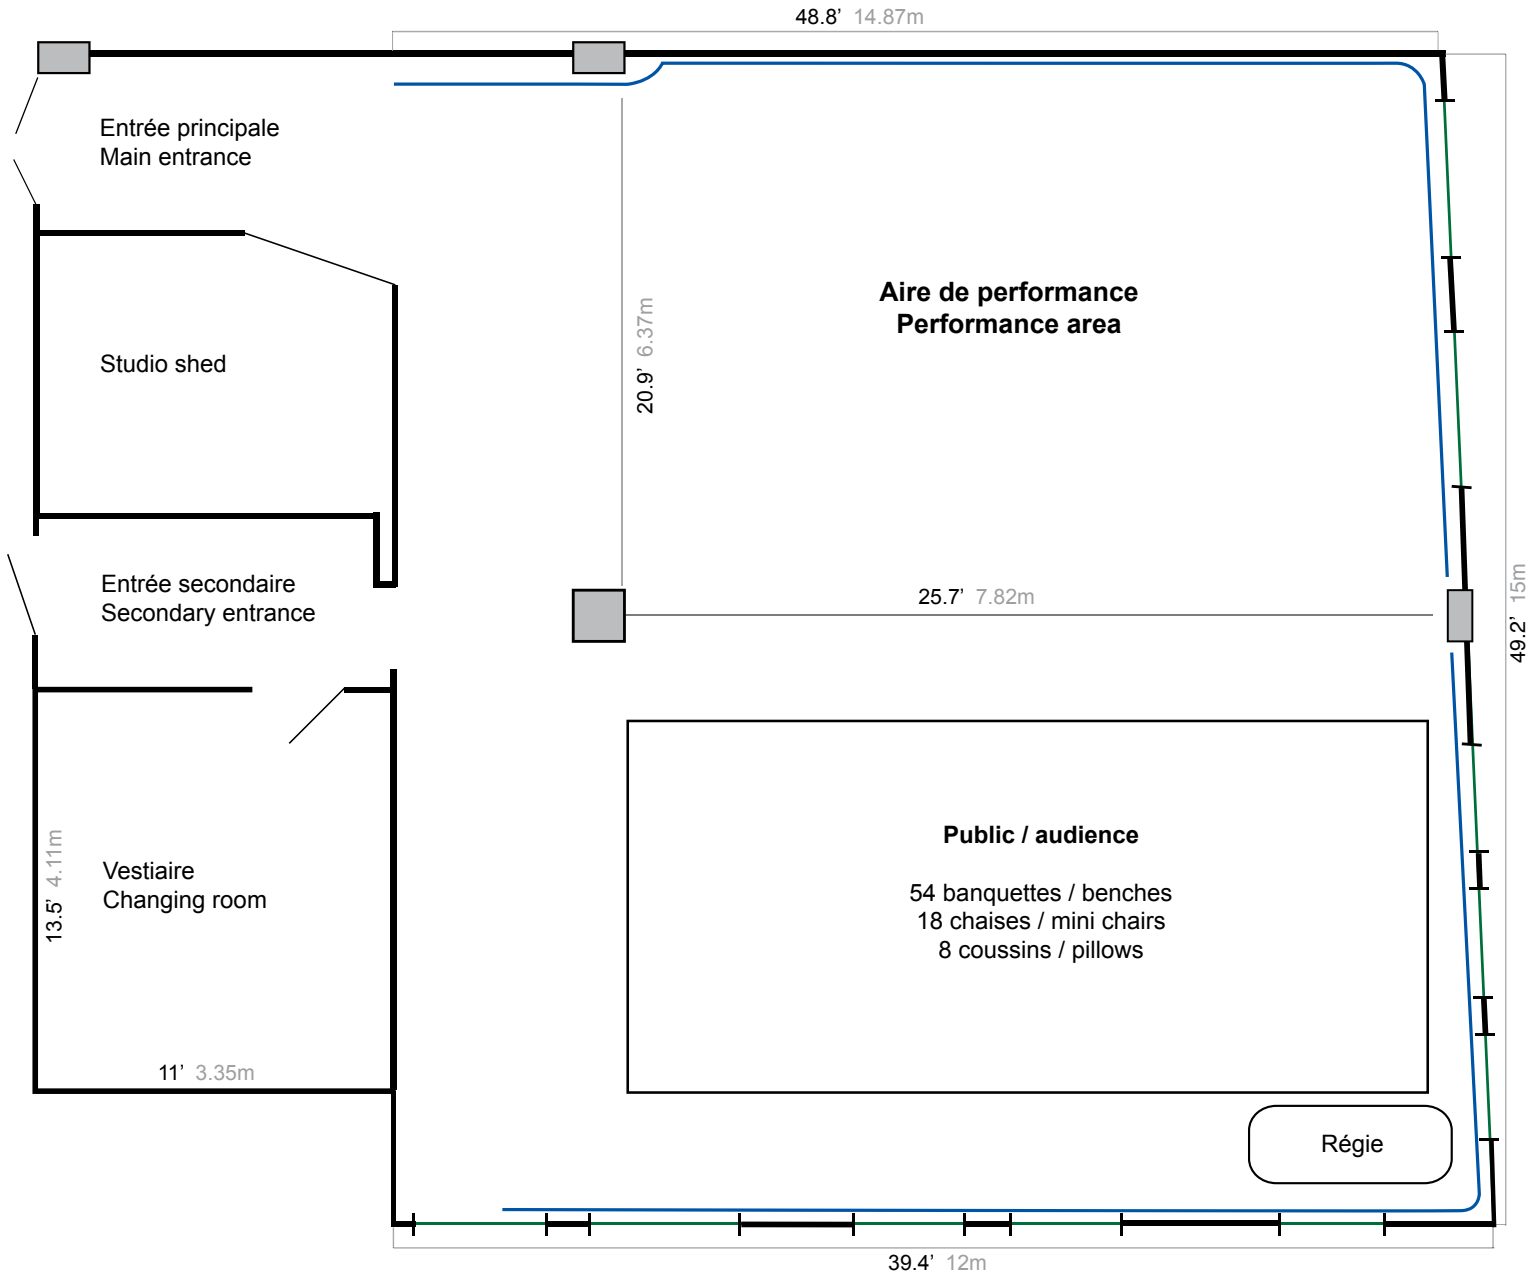 48.8’ 14.87m
Entrée principale
Main entrance
Aire de performance
Performance area
20.9’ 6.37m
Studio shed
Entrée secondaire
Secondary entrance
25.7’ 7.82m
49.2’ 15m
Public / audience
54 banquettes / benches
18 chaises / mini chairs
8 coussins / pillows
13.5’ 4.11m
Vestiaire
Changing room
11’ 3.35m
Régie
39.4’ 12m